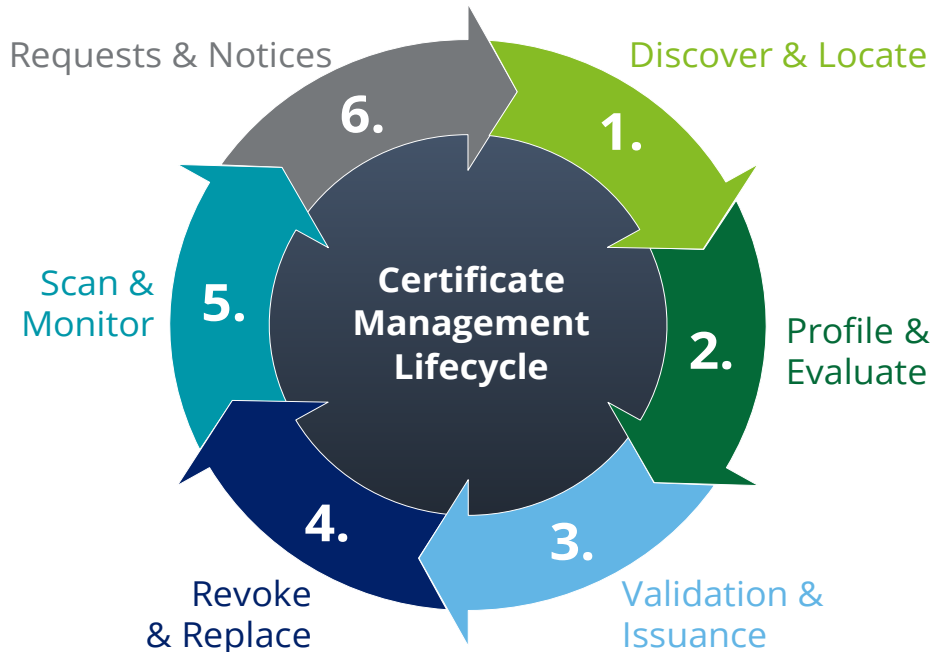 Requests & Notices
Discover & Locate
6.
1.
Scan &
Monitor
5.
Certificate
Management
Lifecycle
2.
Profile &
Evaluate
4.
3.
Revoke
& Replace
Validation &
Issuance